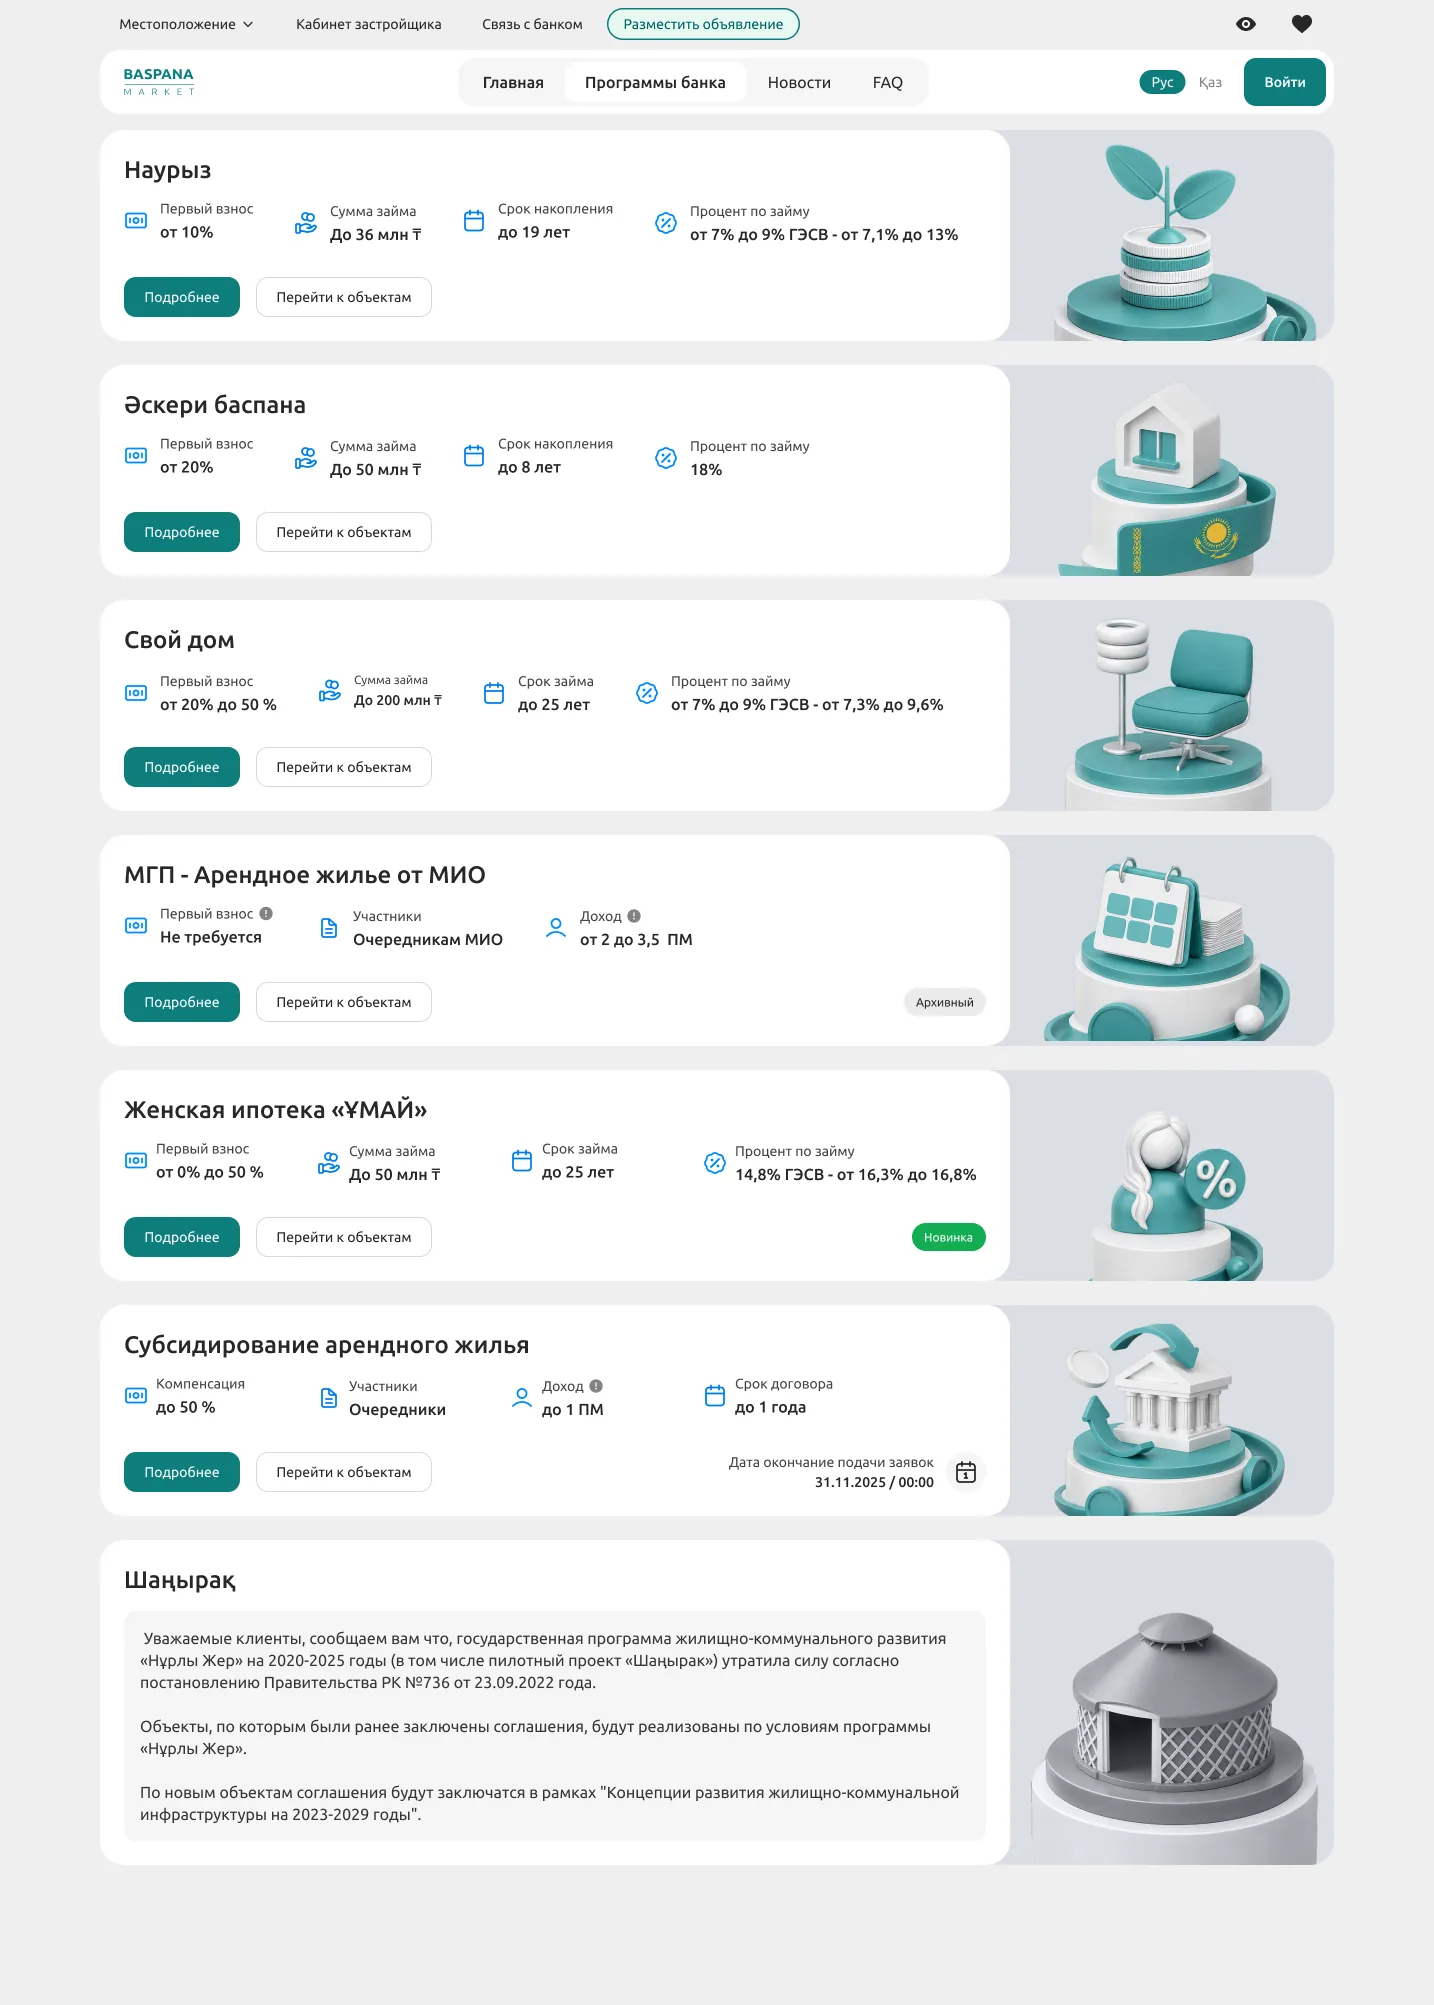 Местоположение
Кабинет застройщика
Связь с банком
Разместить объявление
BASPANA
MARKET
Главная
Программы банка
Новости
FAQ
Рус
Қаз
Войти
Наурыз
Первый взнос
от 10%
Сумма займа
До 36 млн ₸
Срок накопления
до 19 лет
Процент по займу
от 7% до 9% ГЭСВ - от 7,1% до 13%
Подробнее
Перейти к объектам
Әскери баспана
Первый взнос
от 20%
Сумма займа
До 50 млн ₸
Срок накопления
до 8 лет
Процент по займу
18%
Подробнее
Перейти к объектам
Свой дом
Первый взнос
от 20% до 50 %
Сумма займа
До 200 млн ₸
Срок займа
до 25 лет
Процент по займу
от 7% до 9% ГЭСВ - от 7,3% до 9,6%
Подробнее
Перейти к объектам
МГП - Арендное жилье от МИО
Первый взнос
Не требуется
Участники
Очередникам МИО
Доход
от 2 до 3,5 ПМ
Подробнее
Перейти к объектам
Архивный
Женская ипотека «ҰМАЙ»
Первый взнос
от 0% до 50 %
Сумма займа
До 50 млн ₸
Срок займа
до 25 лет
Процент по займу
14,8% ГЭСВ - от 16,3% до 16,8%
Подробнее
Перейти к объектам
Новинка
%
Субсидирование арендного жилья
Компенсация
до 50 %
Участники
Очередники
Доход
до 1 ПМ
Срок договора
до 1 года
Подробнее
Перейти к объектам
Дата окончание подачи заявок
31.11.2025 / 00:00
Шаңырақ
Уважаемые клиенты, сообщаем вам что, государственная программа жилищно-коммунального развития
«Нұрлы Жер» на 2020-2025 годы (в том числе пилотный проект «Шаңырак») утратила силу согласно
постановлению Правительства РК №736 от 23.09.2022 года.
Объекты, по которым были ранее заключены соглашения, будут реализованы по условиям программы
«Нұрлы Жер».
По новым объектам соглашения будут заключатся в рамках "Концепции развития жилищно-коммунальной
инфраструктуры на 2023-2029 годы".